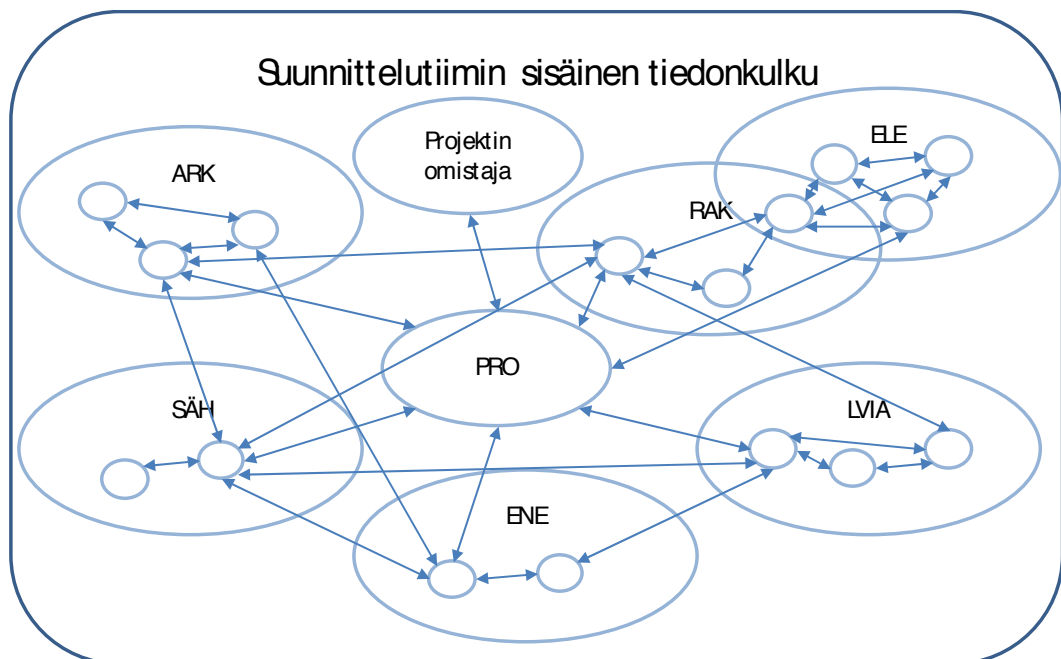 Suunnittelutiimin sisäinen tiedonkulku
Projektin
omistaja
ELE
ARK
RAK
PRO
SÄH
LVIA
ENE